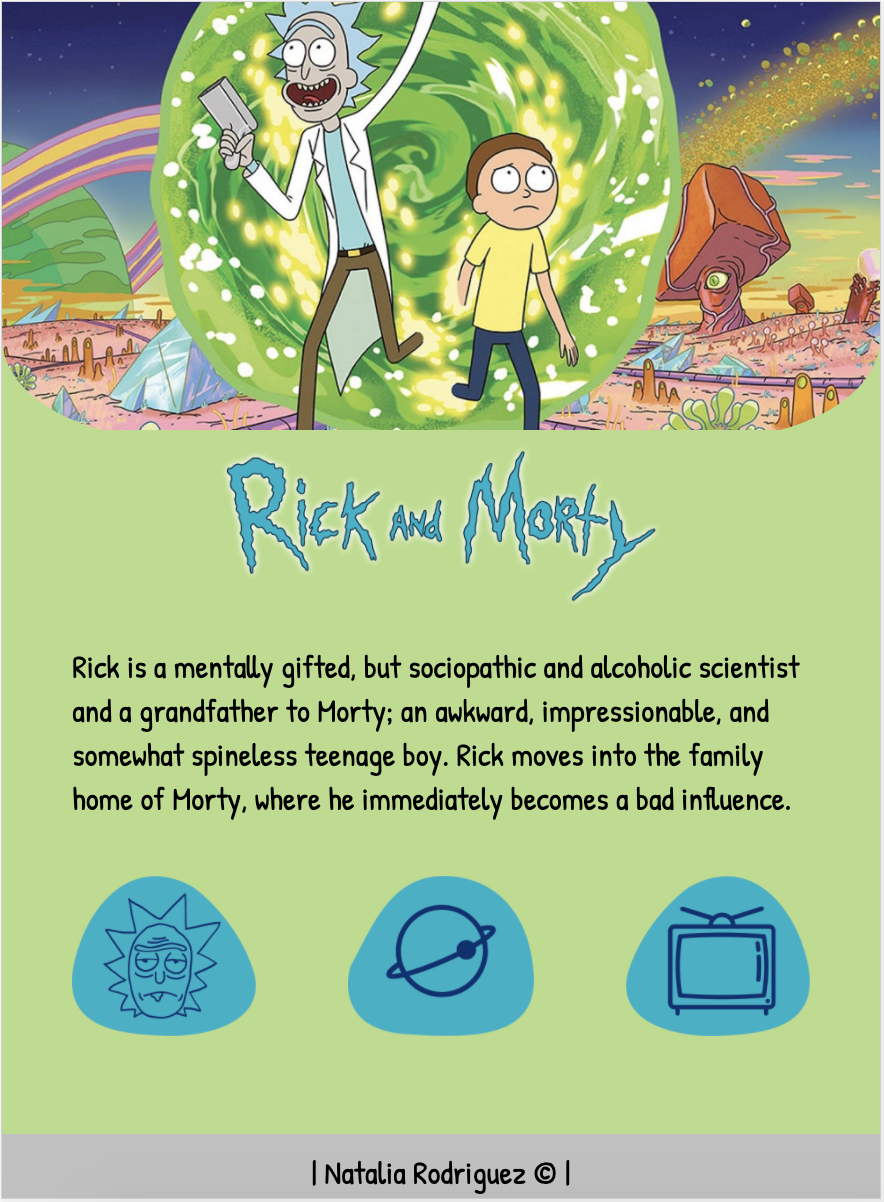 Rick and Morty
Rick is a mentally gifted, but sociopathic and alcoholic scientist
and a grandfather to Morty; an awkward, impressionable, and
somewhat spineless teenage boy. Rick moves into the family
home of Morty, where he immediately becomes a bad influence.
| Natalia Rodriguez © |